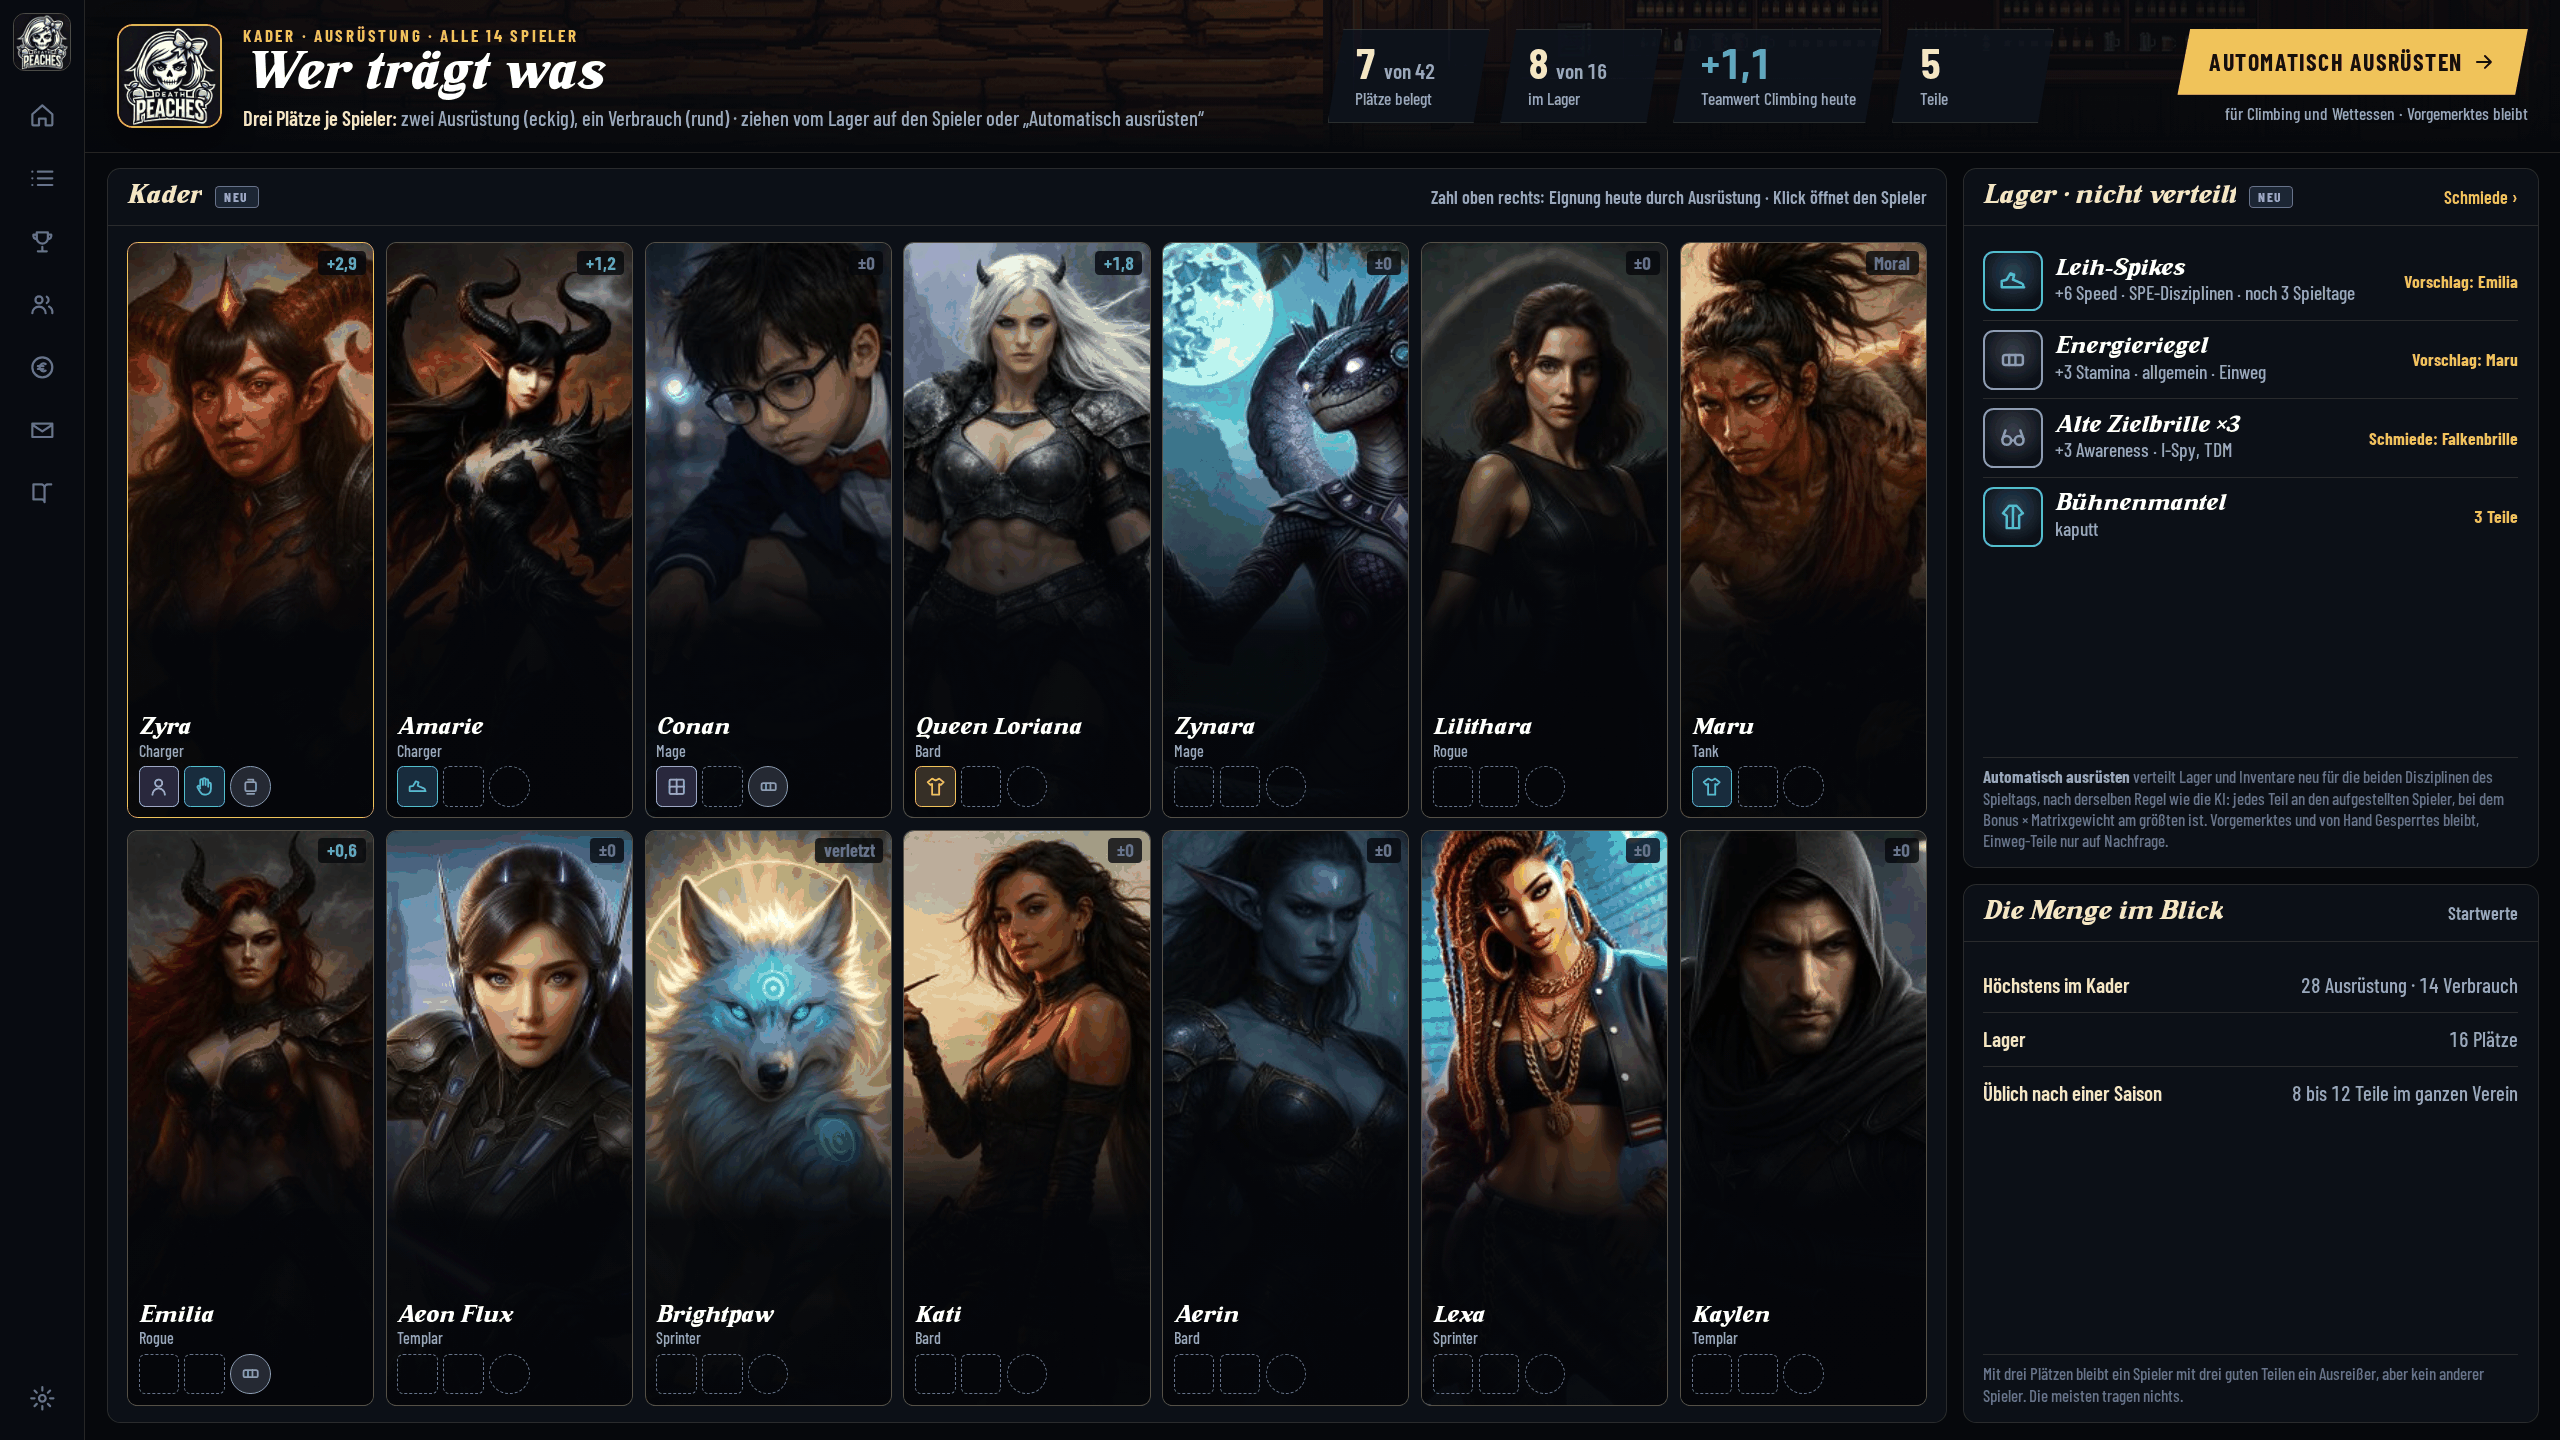 DEATH
PEACHES
DEATH
PEACHES
KADER · AUSRÜSTUNG · ALLE 14 SPIELER
Wer trägt was
Drei Plätze je Spieler: zwei Ausrüstung (eckig), ein Verbrauch (rund) · ziehen vom Lager auf den Spieler oder „Automatisch ausrüsten“
7 von 42
Plätze belegt
8 von 16
im Lager
+1,1
Teamwert Climbing heute
5
Teile
AUTOMATISCH AUSRÜSTEN →
für Climbing und Wettessen · Vorgemerktes bleibt
Kader NEU
Zahl oben rechts: Eignung heute durch Ausrüstung · Klick öffnet den Spieler
+2,9
Zyra
Charger
+1,2
Amarie
Charger
±0
Conan
Mage
+1,8
Queen Loriana
Bard
±0
Zynara
Mage
±0
Lilithara
Rogue
Moral
Maru
Tank
+0,6
Emilia
Rogue
±0
Aeon Flux
Templar
verletzt
Brightpaw
Sprinter
±0
Kati
Bard
±0
Aerin
Bard
±0
Lexa
Sprinter
±0
Kaylen
Templar
Lager · nicht verteilt NEU
Schmiede ›
Leih-Spikes
+6 Speed · SPE-Disziplinen · noch 3 Spieltage
Vorschlag: Emilia
Energieriegel
+3 Stamina · allgemein · Einweg
Vorschlag: Maru
Alte Zielbrille ×3
+3 Awareness · I-Spy, TDM
Schmiede: Falkenbrille
Bühnenmantel
kaputt
3 Teile
Automatisch ausrüsten verteilt Lager und Inventare neu für die beiden Disziplinen des
Spieltags, nach derselben Regel wie die KI: jedes Teil an den aufgestellten Spieler, bei dem
Bonus × Matrixgewicht am größten ist. Vorgemerktes und von Hand Gesperrtes bleibt,
Einweg-Teile nur auf Nachfrage.
Die Menge im Blick
Startwerte
Höchstens im Kader
28 Ausrüstung · 14 Verbrauch
Lager
16 Plätze
Üblich nach einer Saison
8 bis 12 Teile im ganzen Verein
Mit drei Plätzen bleibt ein Spieler mit drei guten Teilen ein Ausreißer, aber kein anderer
Spieler. Die meisten tragen nichts.